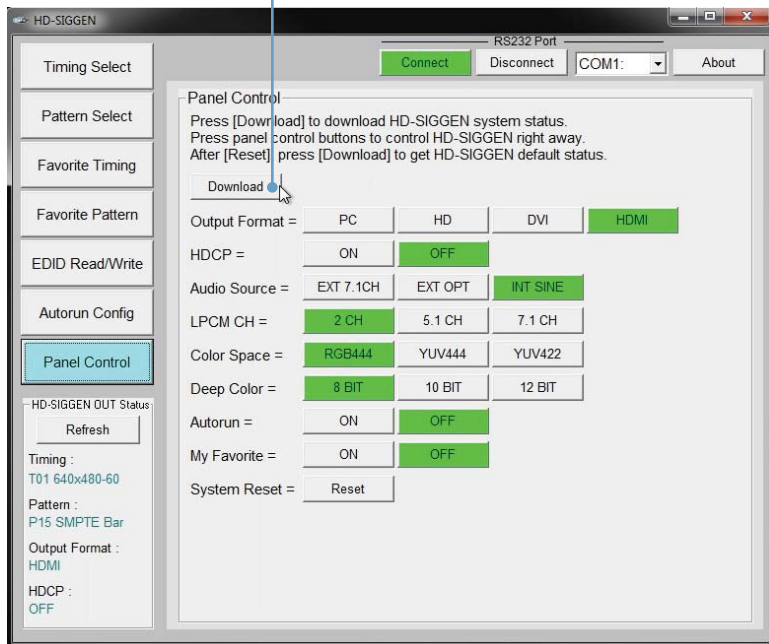 HD-SIGGEN
RS232 Port
Connect Disconnect COM1: About
Timing Select
Pattern Select
Favorite Timing
Favorite Pattern
EDID Read/Write
Autorun Config
Panel Control
HD-SIGGEN OUT Status
Refresh
Timing :
T01 640x480-60
Pattern :
P15 SMPTE Bar
Output Format :
HDMI
HDCP :
OFF
Panel Control
Press [Download] to download HD-SIGGEN system status.
Press panel control buttons to control HD-SIGGEN right away.
After [Reset], press [Download] to get HD-SIGGEN default status.
Download
Output Format = PC HD DVI HDMI
HDCP = ON OFF
Audio Source = EXT 7.1CH EXT OPT INT SINE
LPCM CH = 2 CH 5.1 CH 7.1 CH
Color Space = RGB444 YUV444 YUV422
Deep Color = 8 BIT 10 BIT 12 BIT
Autorun = ON OFF
My Favorite = ON OFF
System Reset = Reset